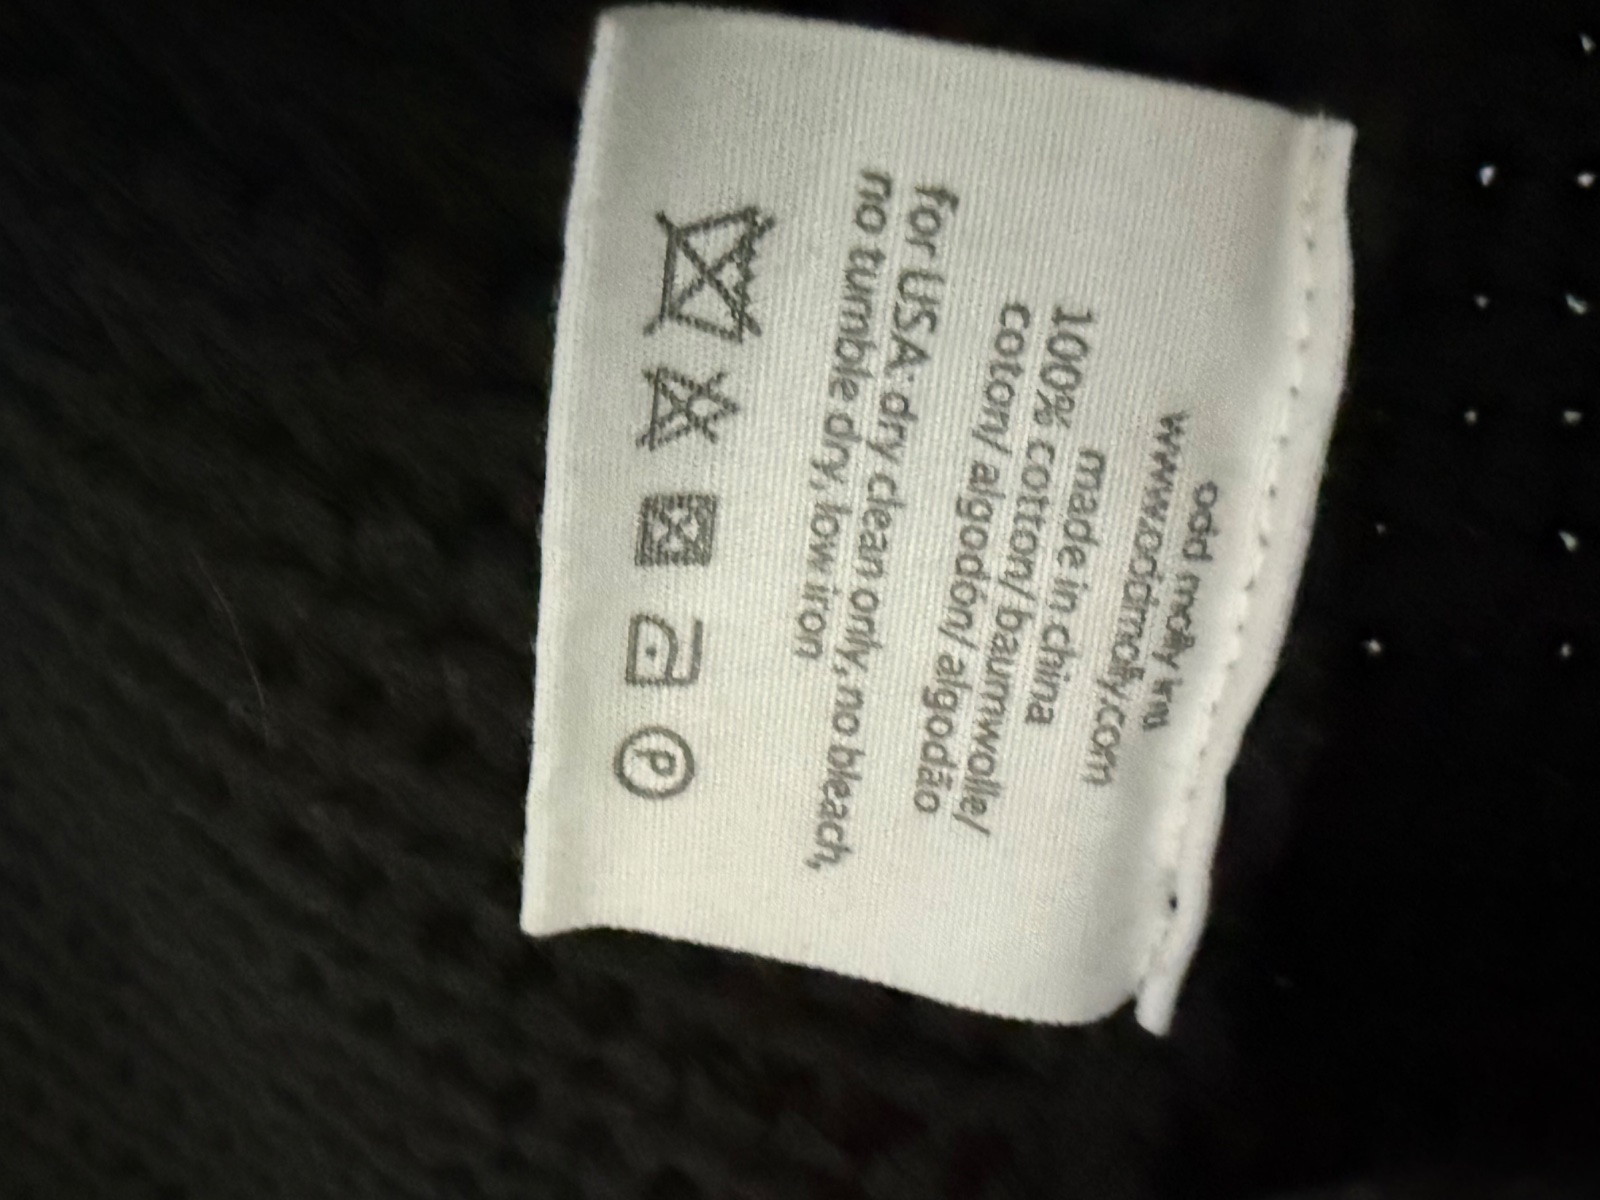 odd molly int
www.oddmolly.com
made in china
100% cotton/ baumwolle/
coton/ algodón/ algodão
for USA: dry clean only, no bleach,
no tumble dry, low iron
P